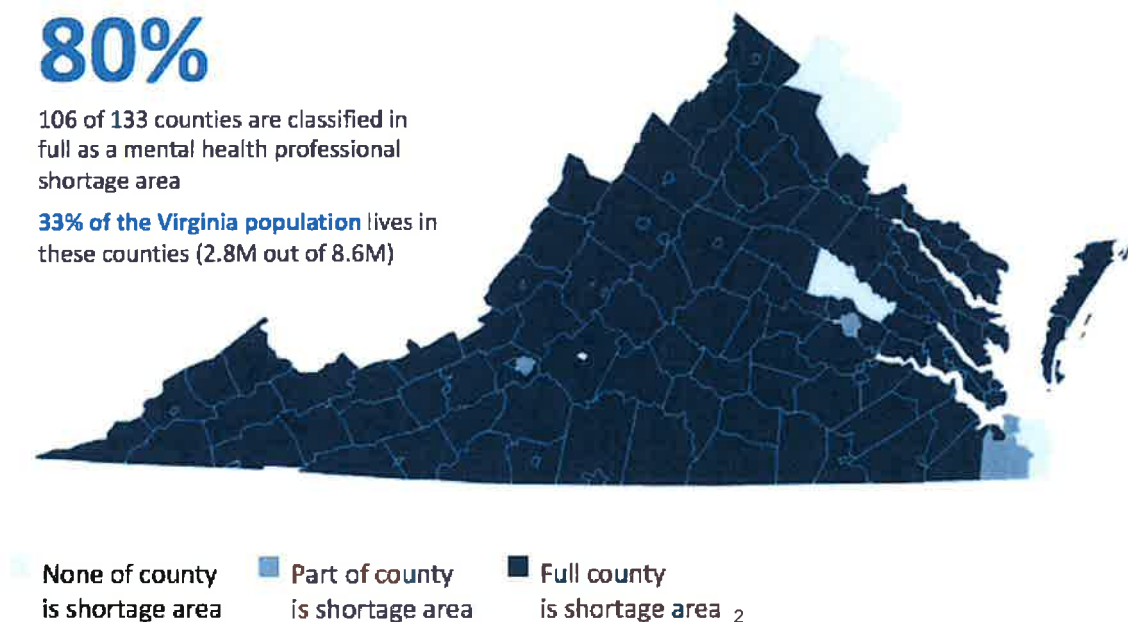 80%
106 of 133 counties are classified in
full as a mental health professional
shortage area
33% of the Virginia population lives in
these counties (2.8M out of 8.6M)
None of county
is shortage area
Part of county
is shortage area
Full county
is shortage area 2